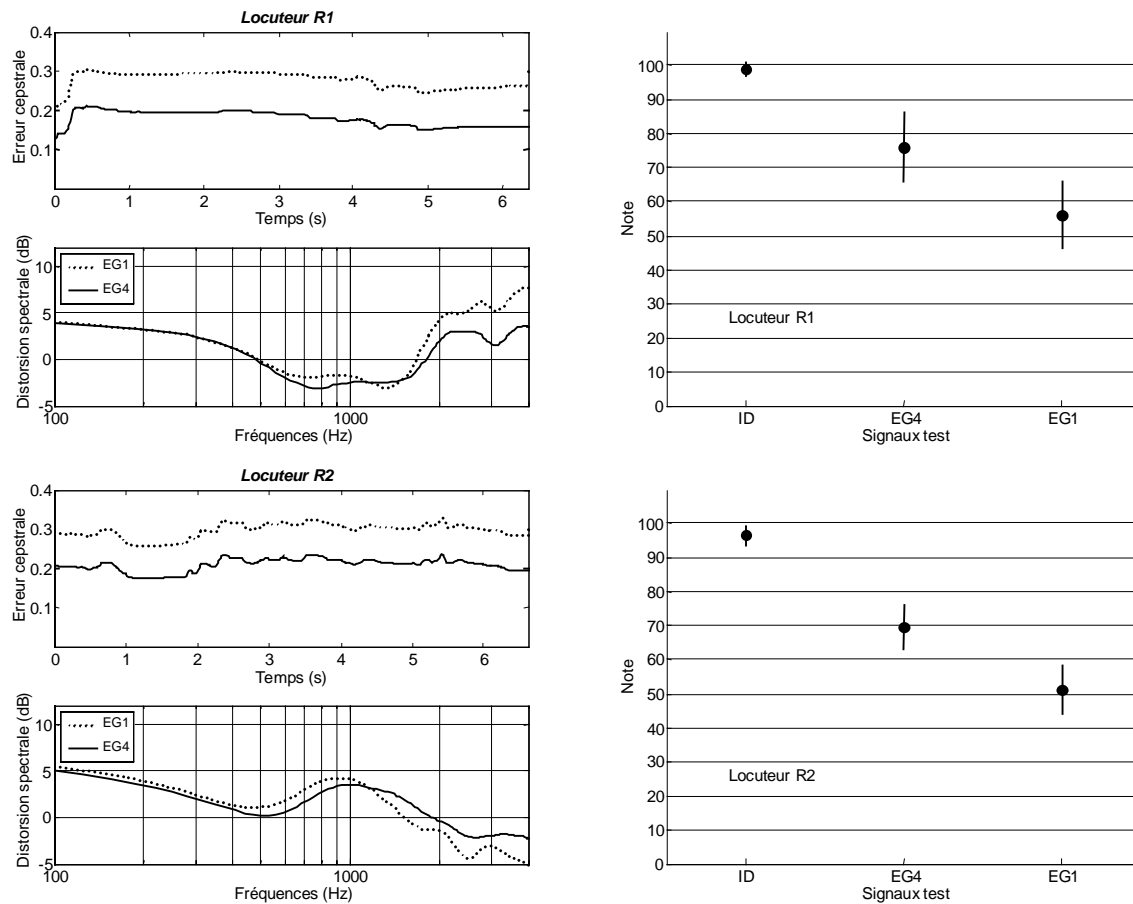 Locuteur R1
Erreur cepstrale
0.4
0.3
0.2
0.1
0 1 2 3 4 5 6
Temps (s)
Distorsion spectrale (dB)
10
5
0
-5
EG1
EG4
100 1000
Fréquences (Hz)
Note
100
90
80
70
60
50
40
30
20
10
0
Locuteur R1
ID EG4 EG1
Signaux test
Locuteur R2
Erreur cepstrale
0.4
0.3
0.2
0.1
0 1 2 3 4 5 6
Temps (s)
Distorsion spectrale (dB)
10
5
0
-5
EG1
EG4
100 1000
Fréquences (Hz)
Note
100
90
80
70
60
50
40
30
20
10
0
Locuteur R2
ID EG4 EG1
Signaux test